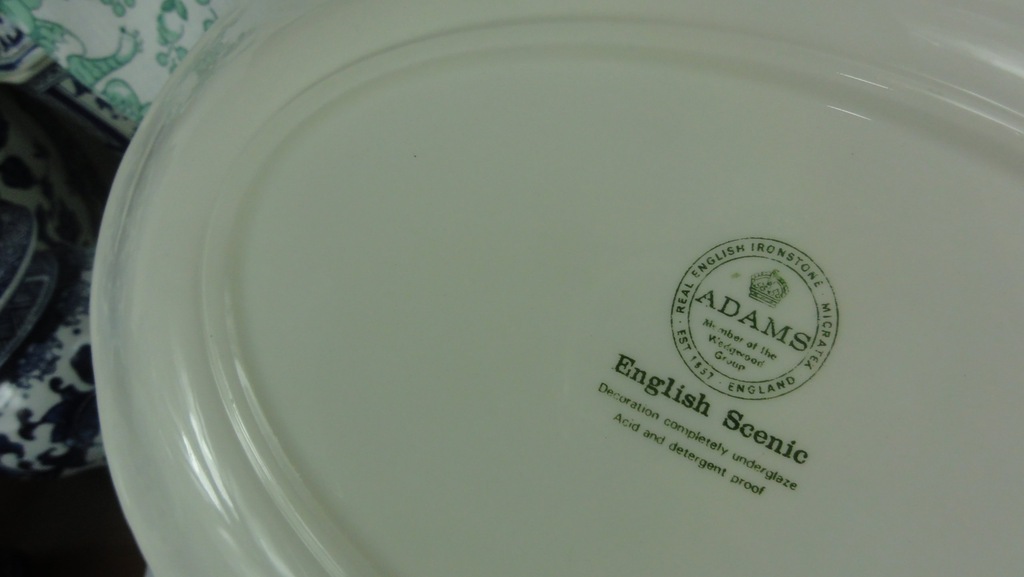 REAL ENGLISH IRONSTONE · MICRATEX
ADAMS
Member of the
Wedgwood
Group
EST 1657 · ENGLAND
English Scenic
Decoration completely underglaze
Acid and detergent proof